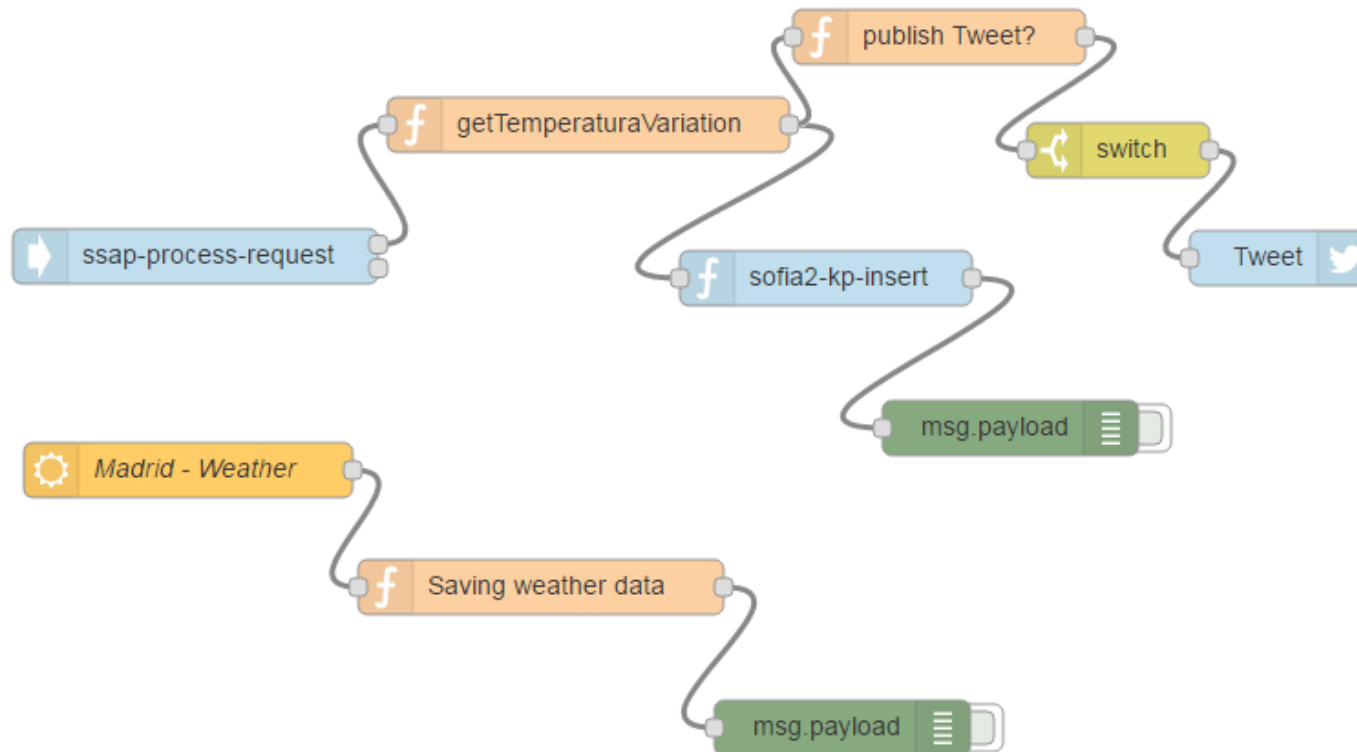 publish Tweet?
getTemperaturaVariation
switch
ssap-process-request
Tweet
sofia2-kp-insert
msg.payload
Madrid - Weather
Saving weather data
msg.payload